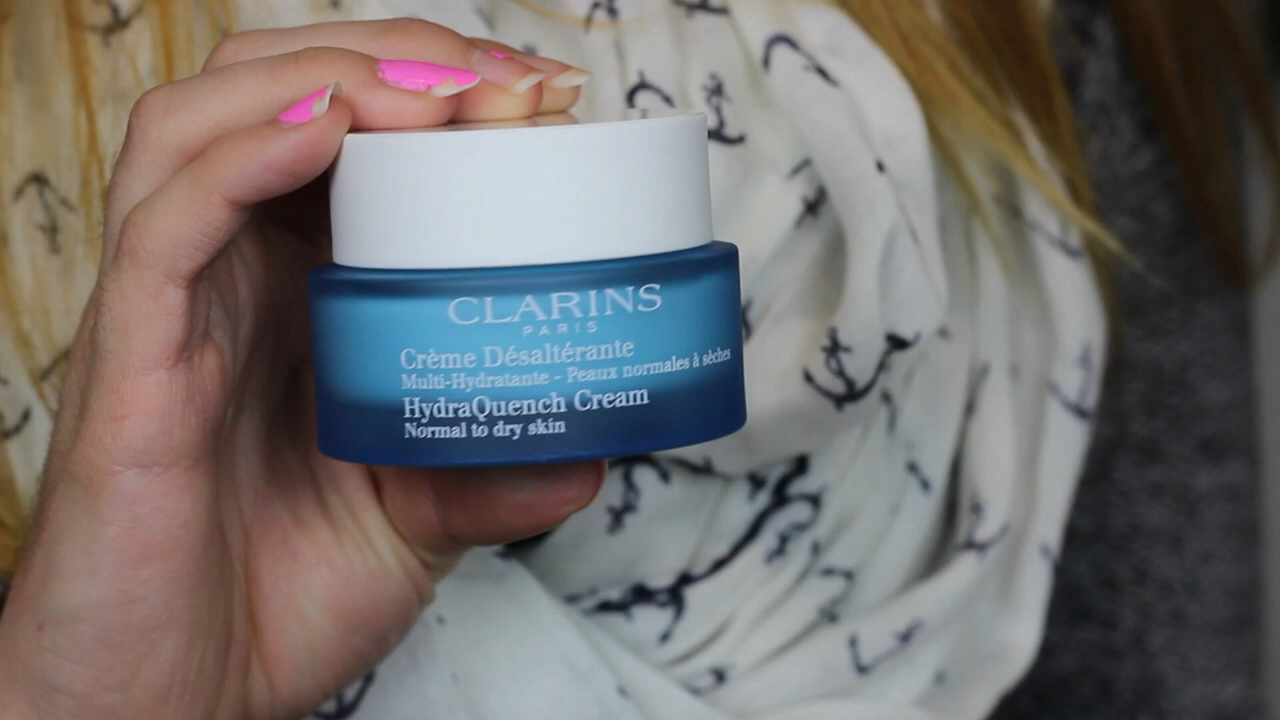 CLARINS
PARIS
Crème Désaltérante
Multi-Hydratante - Peaux normales à sèches
HydraQuench Cream
Normal to dry skin